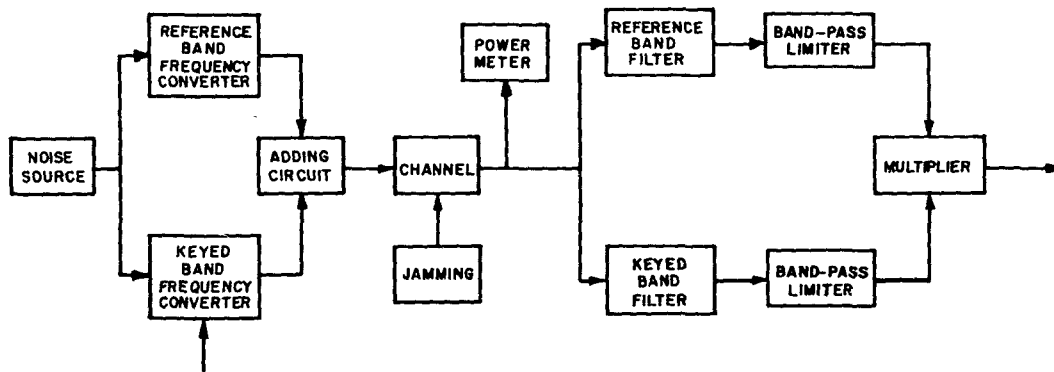 NOISE
SOURCE
REFERENCE
BAND
FREQUENCY
CONVERTER
KEYED
BAND
FREQUENCY
CONVERTER
ADDING
CIRCUIT
CHANNEL
JAMMING
POWER
METER
REFERENCE
BAND
FILTER
BAND-PASS
LIMITER
KEYED
BAND
FILTER
BAND-PASS
LIMITER
MULTIPLIER